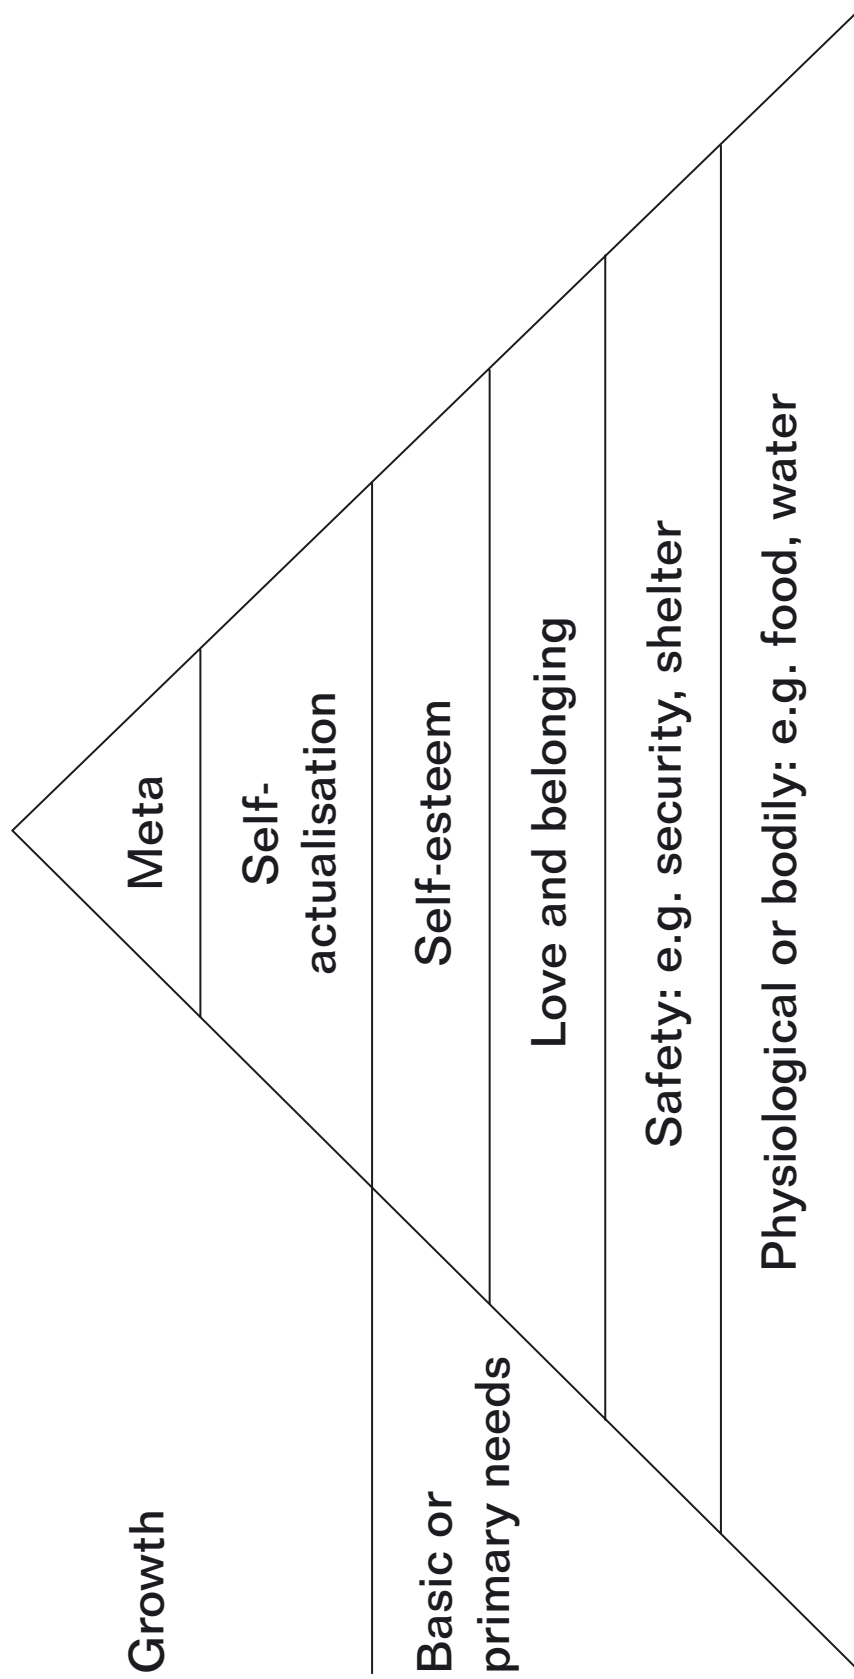 Meta
Self-
actualisation
Self-esteem
Love and belonging
Safety: e.g. security, shelter
Physiological or bodily: e.g. food, water
Growth
Basic or
primary needs